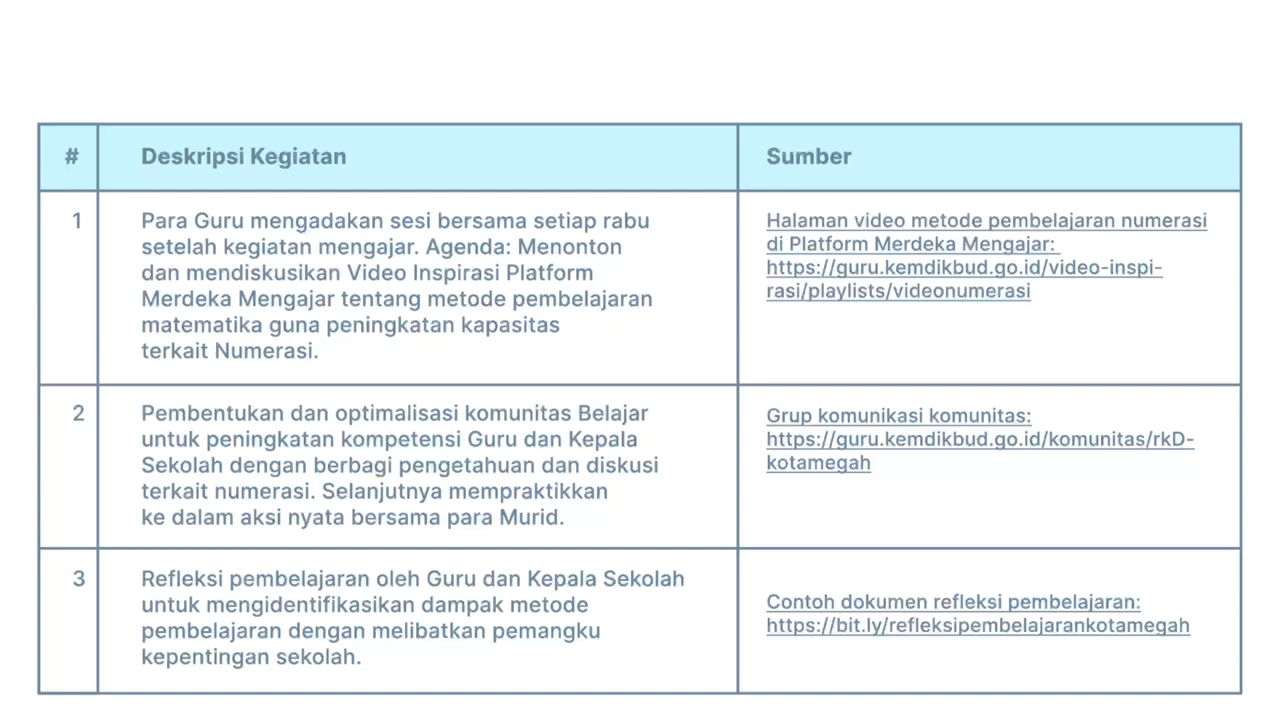 # Deskripsi Kegiatan Sumber
1 Para Guru mengadakan sesi bersama setiap rabu
setelah kegiatan mengajar. Agenda: Menonton
dan mendiskusikan Video Inspirasi Platform
Merdeka Mengajar tentang metode pembelajaran
matematika guna peningkatan kapasitas
terkait Numerasi.
Halaman video metode pembelajaran numerasi
di Platform Merdeka Mengajar:
https://guru.kemdikbud.go.id/video-inspi-
rasi/playlists/videonumerasi
2 Pembentukan dan optimalisasi komunitas Belajar
untuk peningkatan kompetensi Guru dan Kepala
Sekolah dengan berbagi pengetahuan dan diskusi
terkait numerasi. Selanjutnya mempraktikkan
ke dalam aksi nyata bersama para Murid.
Grup komunikasi komunitas:
https://guru.kemdikbud.go.id/komunitas/rkD-
kotamegah
3 Refleksi pembelajaran oleh Guru dan Kepala Sekolah
untuk mengidentifikasikan dampak metode
pembelajaran dengan melibatkan pemangku
kepentingan sekolah.
Contoh dokumen refleksi pembelajaran:
https://bit.ly/refleksipembelajarankotamegah